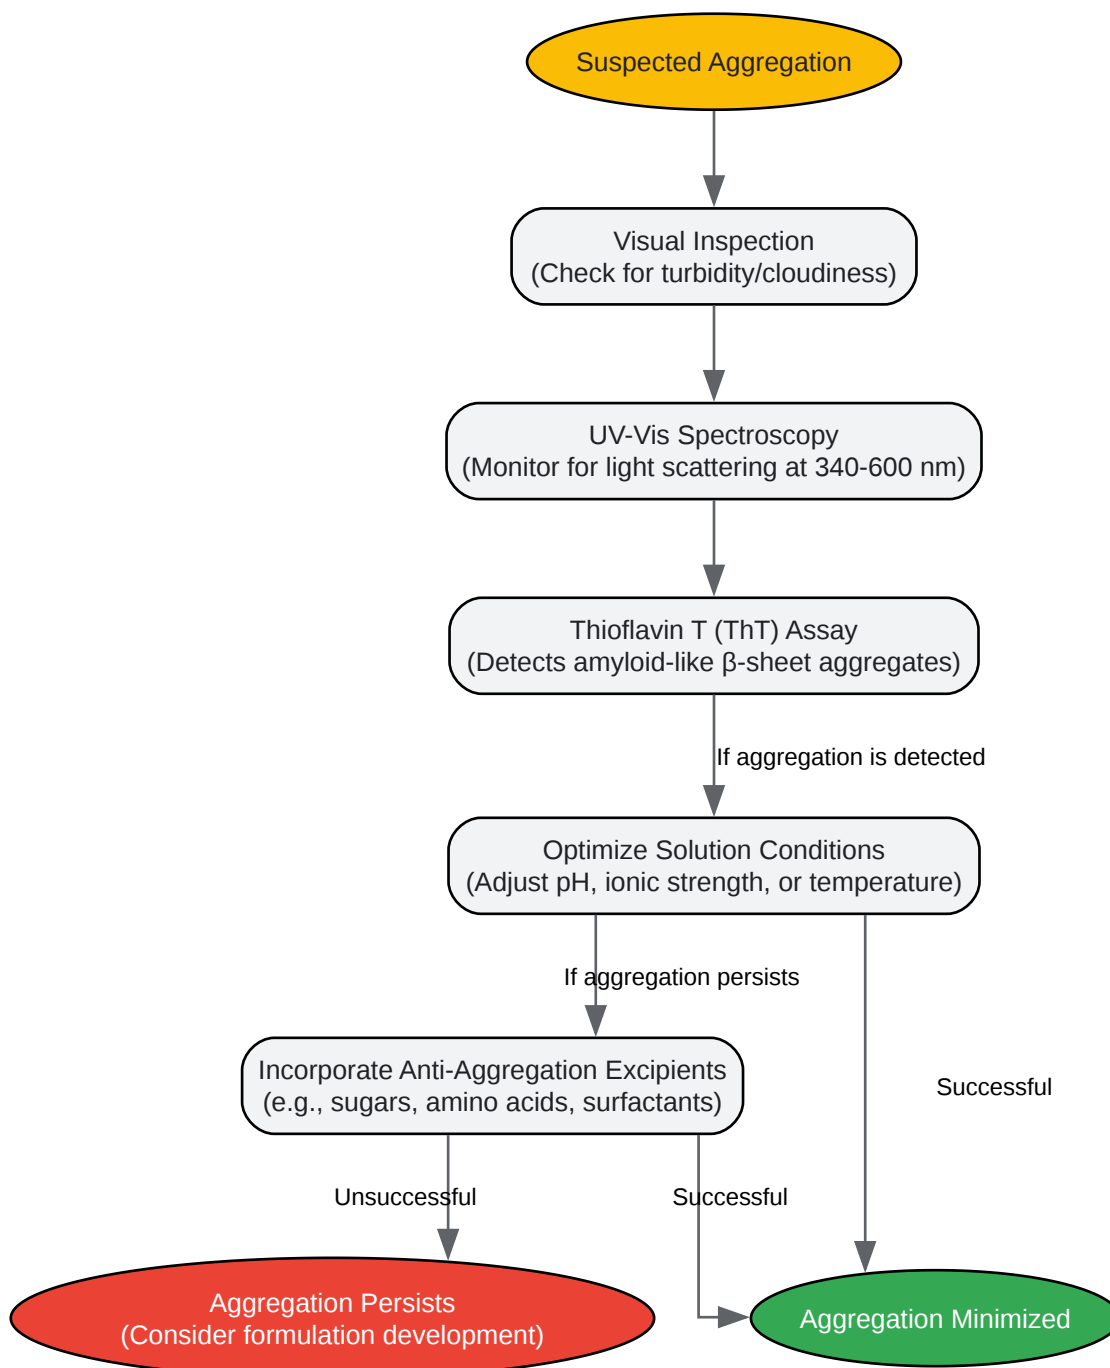 Suspected Aggregation
Visual Inspection
(Check for turbidity/cloudiness)
UV-Vis Spectroscopy
(Monitor for light scattering at 340-600 nm)
Thioflavin T (ThT) Assay
(Detects amyloid-like β-sheet aggregates)
If aggregation is detected
Optimize Solution Conditions
(Adjust pH, ionic strength, or temperature)
If aggregation persists
Incorporate Anti-Aggregation Excipients
(e.g., sugars, amino acids, surfactants)
Successful
Unsuccessful
Successful
Aggregation Persists
(Consider formulation development)
Aggregation Minimized